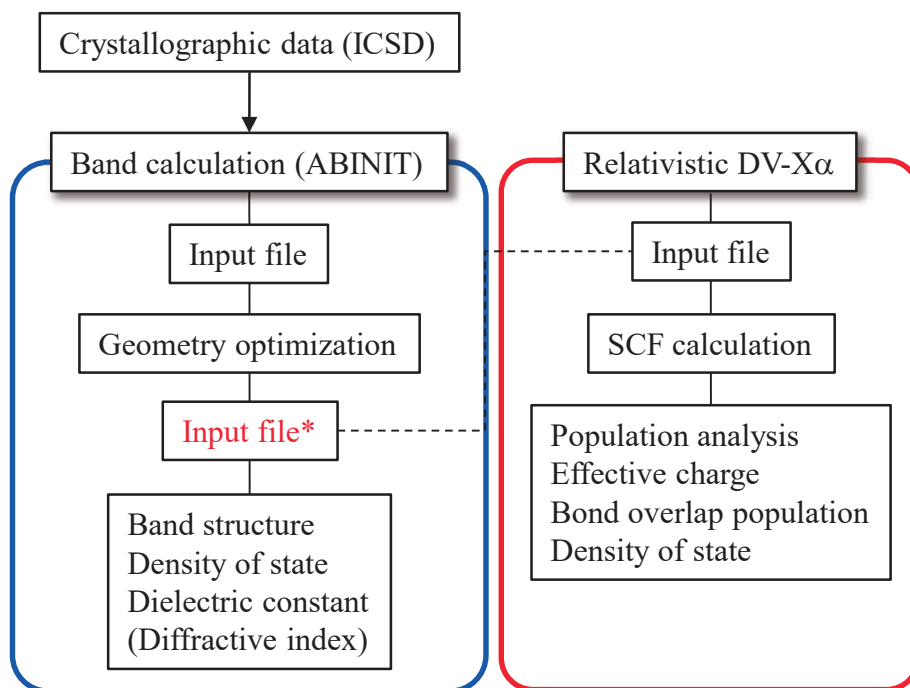 Crystallographic data (ICSD)
Band calculation (ABINIT)
Input file
Geometry optimization
Input file*
Band structure
Density of state
Dielectric constant
(Diffractive index)
Relativistic DV-Xα
Input file
SCF calculation
Population analysis
Effective charge
Bond overlap population
Density of state